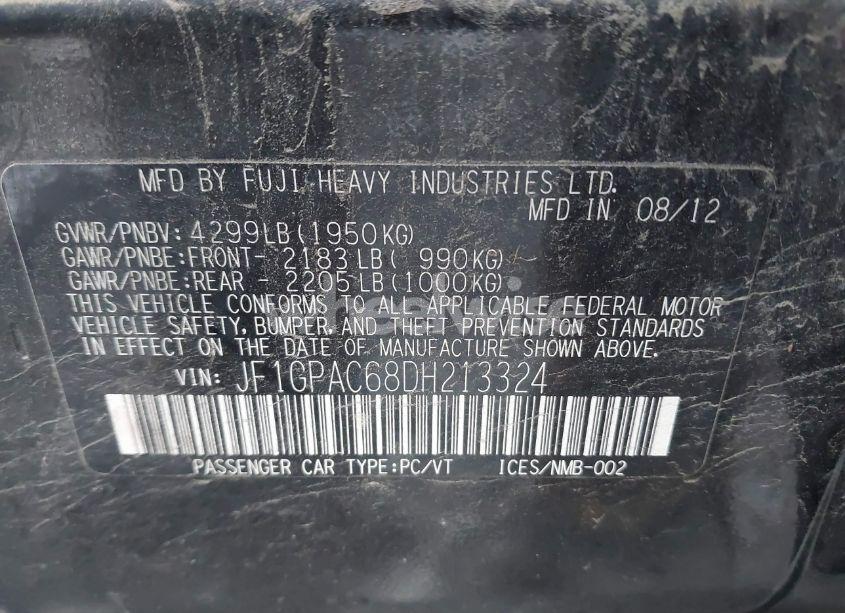 MFD BY FUJI HEAVY INDUSTRIES LTD.
MFD IN 08/12
GVWR/PNBV: 4299LB (1950KG)
GAWR/PNBE: FRONT- 2183LB ( 990KG)
GAWR/PNBE: REAR - 2205LB (1000KG)
THIS VEHICLE CONFORMS TO ALL APPLICABLE FEDERAL MOTOR
VEHICLE SAFETY, BUMPER, AND THEFT PREVENTION STANDARDS
IN EFFECT ON THE DATE OF MANUFACTURE SHOWN ABOVE.
VIN: JF1GPAC68DH213324
PASSENGER CAR TYPE: PC/VT ICES/NMB-002